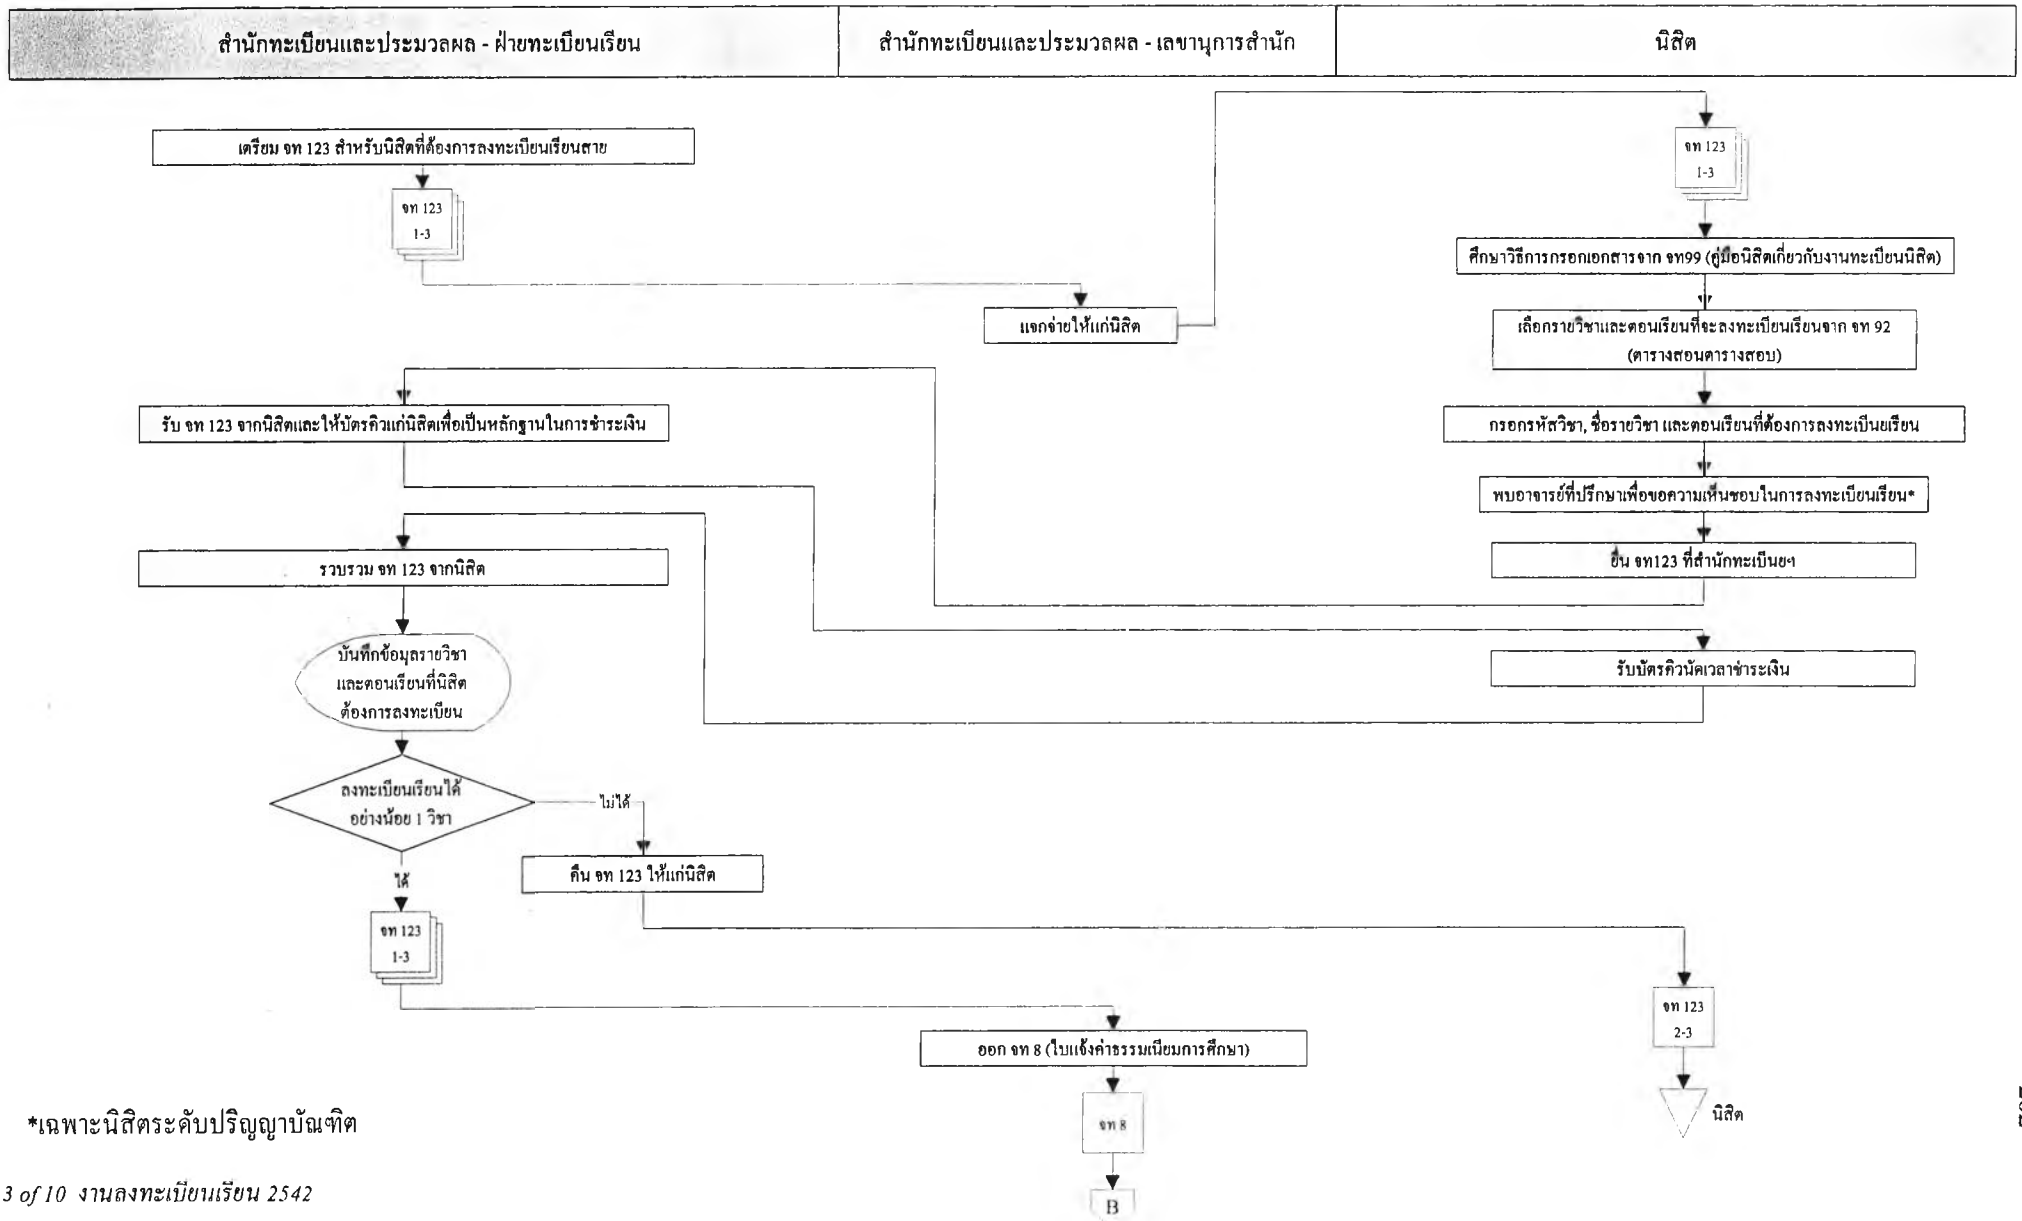 สำนักทะเบียนและประมวลผล - ฝ่ายทะเบียนเรียน
สำนักทะเบียนและประมวลผล - เลขานุการสำนัก
นิสิต
เตรียม จท 123 สำหรับนิสิตที่ต้องการลงทะเบียนเรียนสาย
จท 123
1-3
แจกจ่ายให้แก่นิสิต
จท 123
1-3
ศึกษาวิธีการกรอกเอกสารจาก จท99 (คู่มือนิสิตเกี่ยวกับงานทะเบียนนิสิต)
เลือกรายวิชาและตอนเรียนที่จะลงทะเบียนเรียนจาก จท 92
(ตารางสอนตารางสอบ)
กรอกรหัสวิชา, ชื่อรายวิชา และตอนเรียนที่ต้องการลงทะเบีนยเรียน
พบอาจารย์ที่ปรึกษาเพื่อขอความเห็นชอบในการลงทะเบียนเรียน*
ยื่น จท123 ที่สำนักทะเบีนยฯ
รับ จท 123 จากนิสิตและให้บัตรคิวแก่นิสิตเพื่อเป็นหลักฐานในการชำระเงิน
รับบัตรคิวนัดเวลาชำระเงิน
รวบรวม จท 123 จากนิสิต
บันทึกข้อมูลรายวิชา
และตอนเรียนที่นิสิต
ต้องการลงทะเบียน
ลงทะเบียนเรียนได้
อย่างน้อย 1 วิชา
ไม่ได้
ได้
คืน จท 123 ให้แก่นิสิต
จท 123
1-3
จท 123
2-3
นิสิต
ออก จท 8 (ใบแจ้งค่าธรรมเนียมการศึกษา)
จท 8
B
*เฉพาะนิสิตระดับปริญญาบัณฑิต
3 of 10 งานลงทะเบียนเรียน 2542